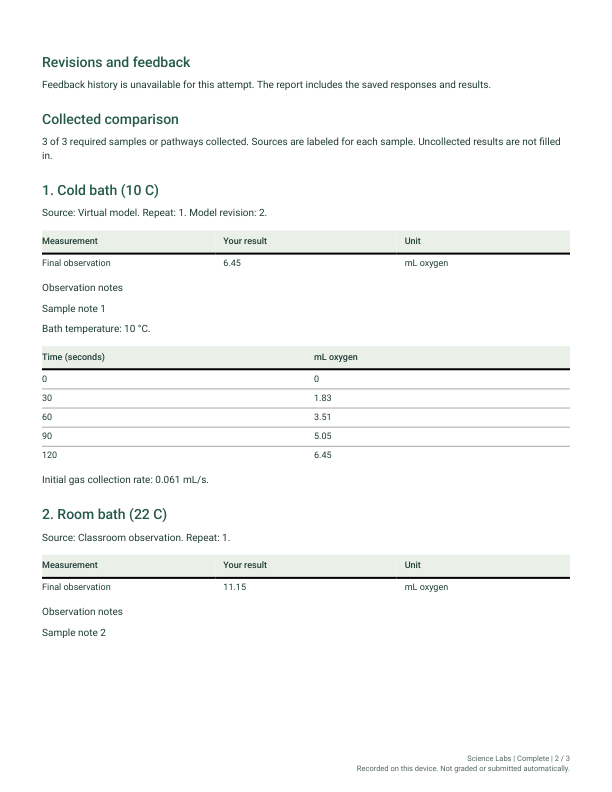 Revisions and feedback
Feedback history is unavailable for this attempt. The report includes the saved responses and results.
Collected comparison
3 of 3 required samples or pathways collected. Sources are labeled for each sample. Uncollected results are not filled
in.
1. Cold bath (10 C)
Source: Virtual model. Repeat: 1. Model revision: 2.
Measurement Your result Unit
Final observation 6.45 mL oxygen
Observation notes
Sample note 1
Bath temperature: 10 °C.
Time (seconds) mL oxygen
0 0
30 1.83
60 3.51
90 5.05
120 6.45
Initial gas collection rate: 0.061 mL/s.
2. Room bath (22 C)
Source: Classroom observation. Repeat: 1.
Measurement Your result Unit
Final observation 11.15 mL oxygen
Observation notes
Sample note 2
Science Labs | Complete | 2 / 3
Recorded on this device. Not graded or submitted automatically.